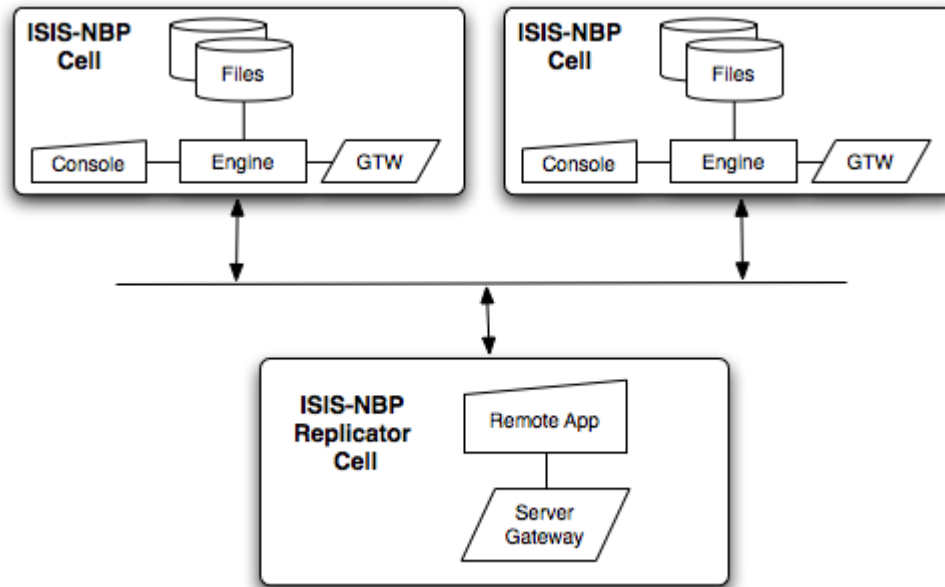 ISIS-NBP
Cell
Files
Console
Engine
GTW
ISIS-NBP
Cell
Files
Console
Engine
GTW
ISIS-NBP
Replicator
Cell
Remote App
Server
Gateway